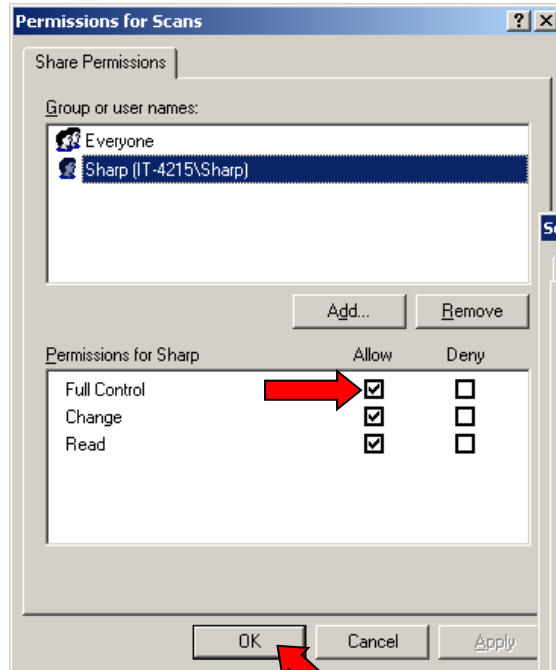 Permissions for Scans
Share Permissions
Group or user names:
Everyone
Sharp (IT-4215\Sharp)
Add... Remove
Permissions for Sharp Allow Deny
Full Control
Change
Read
OK Cancel Apply